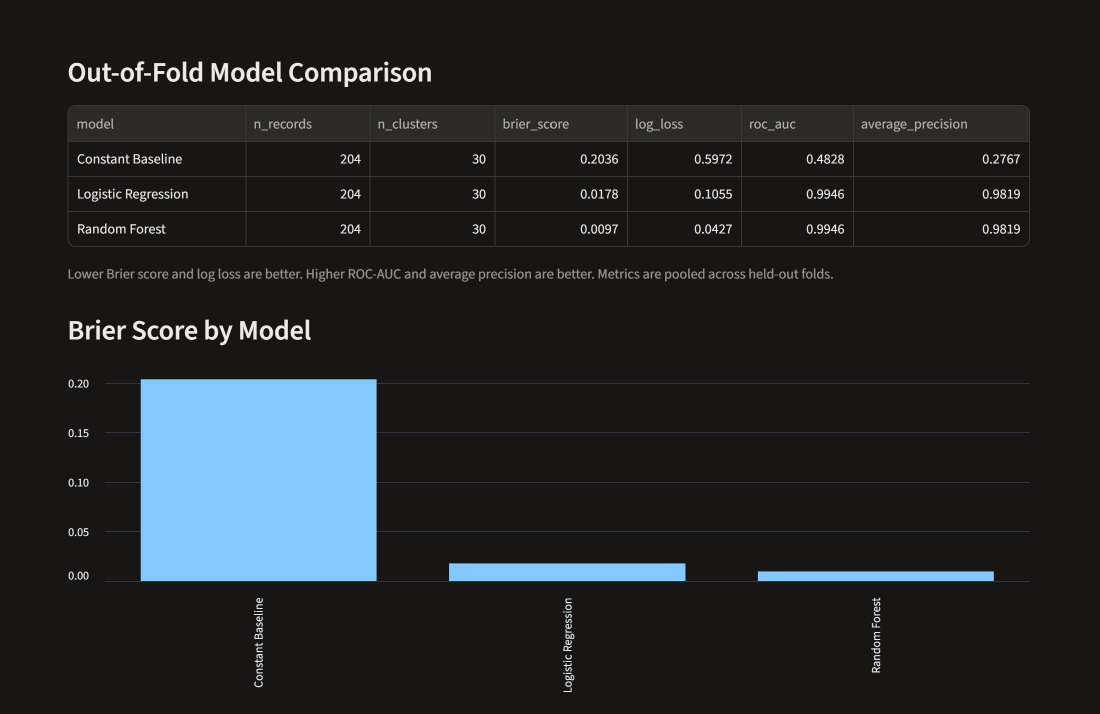 Out-of-Fold Model Comparison
model n_records n_clusters brier_score log_loss roc_auc average_precision
Constant Baseline 204 30 0.2036 0.5972 0.4828 0.2767
Logistic Regression 204 30 0.0178 0.1055 0.9946 0.9819
Random Forest 204 30 0.0097 0.0427 0.9946 0.9819
Lower Brier score and log loss are better. Higher ROC-AUC and average precision are better. Metrics are pooled across held-out folds.
Brier Score by Model
0.20
0.15
0.10
0.05
0.00
Constant Baseline
Logistic Regression
Random Forest